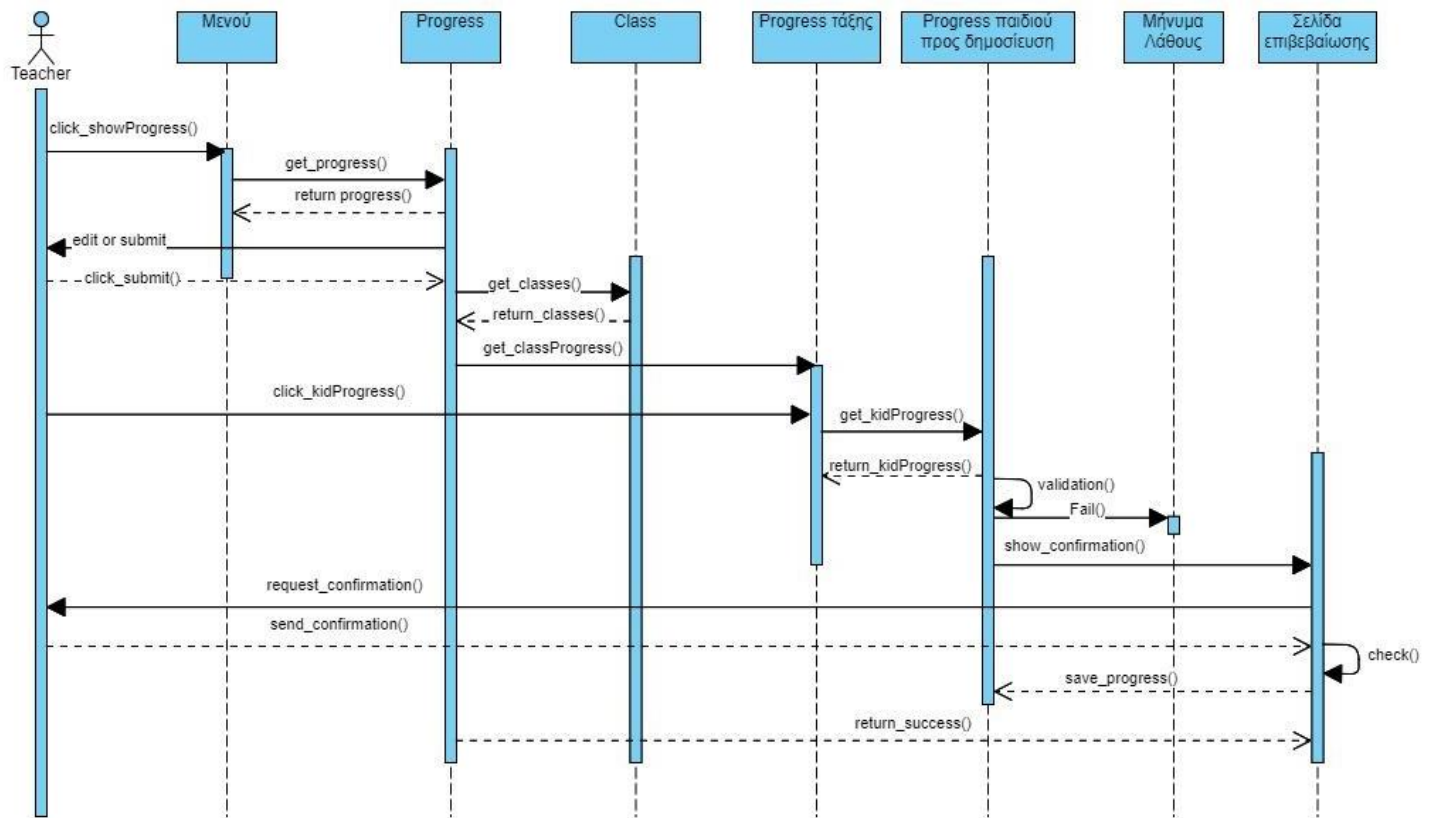 Μενού
Progress
Class
Progress τάξης
Progress παιδιού
προς δημοσίευση
Μήνυμα
Λάθους
Σελίδα
επιβεβαίωσης
Teacher
click_showProgress()
get_progress()
return progress()
edit or submit
click_submit()
get_classes()
return_classes()
get_classProgress()
click_kidProgress()
get_kidProgress()
return_kidProgress()
validation()
Fail()
show_confirmation()
request_confirmation()
send_confirmation()
check()
save_progress()
return_success()